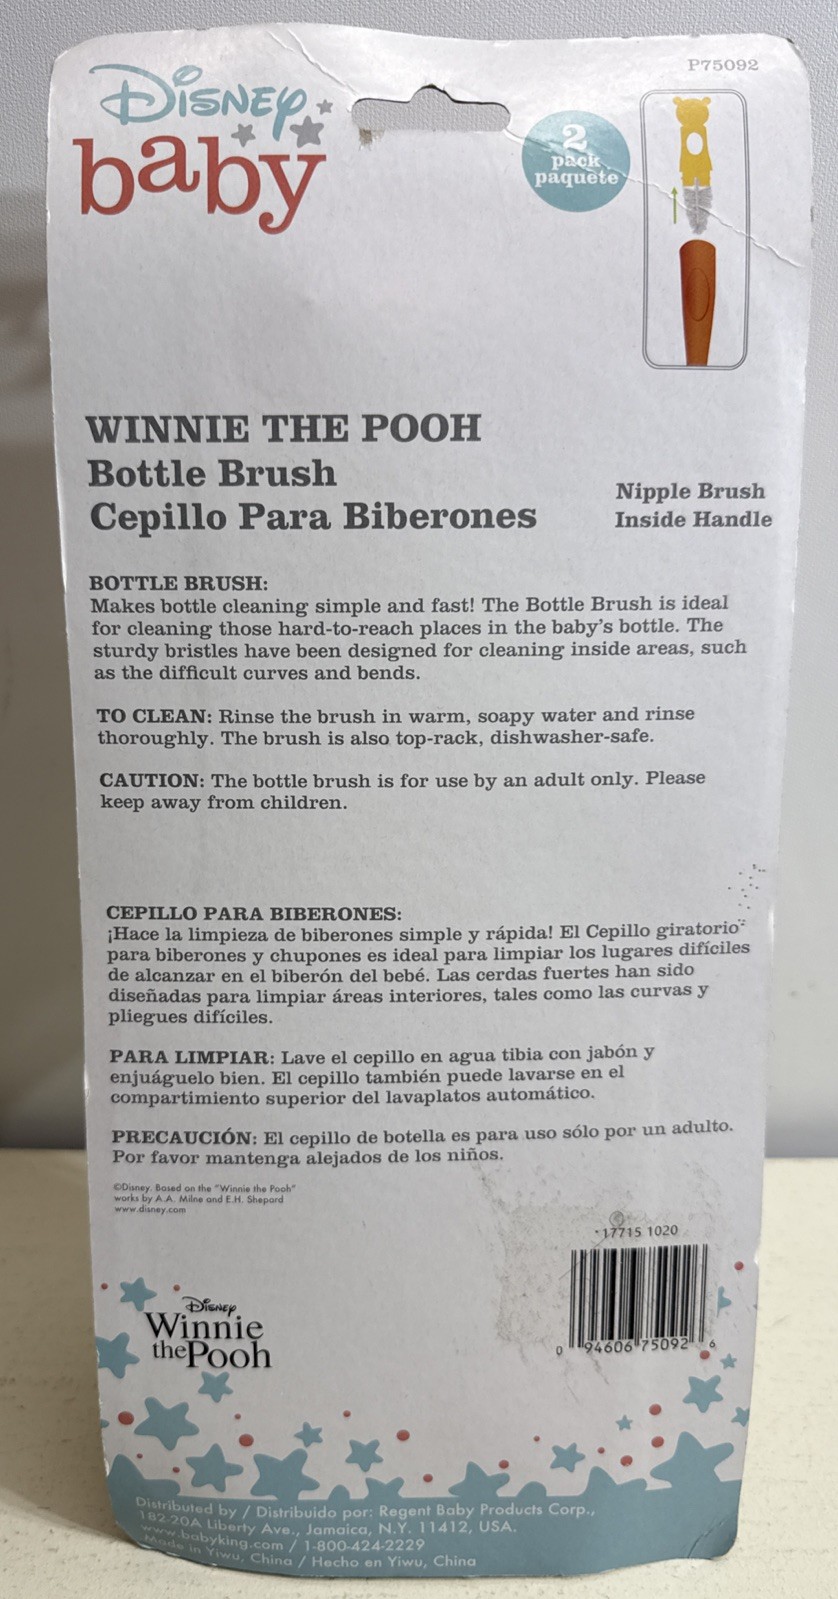 P75092
Disney
baby
2
pack
paquete
WINNIE THE POOH
Bottle Brush
Cepillo Para Biberones
Nipple Brush
Inside Handle
BOTTLE BRUSH:
Makes bottle cleaning simple and fast! The Bottle Brush is ideal
for cleaning those hard-to-reach places in the baby's bottle. The
sturdy bristles have been designed for cleaning inside areas, such
as the difficult curves and bends.
TO CLEAN: Rinse the brush in warm, soapy water and rinse
thoroughly. The brush is also top-rack, dishwasher-safe.
CAUTION: The bottle brush is for use by an adult only. Please
keep away from children.
CEPILLO PARA BIBERONES:
¡Hace la limpieza de biberones simple y rápida! El Cepillo giratorio
para biberones y chupones es ideal para limpiar los lugares difíciles
de alcanzar en el biberón del bebé. Las cerdas fuertes han sido
diseñadas para limpiar áreas interiores, tales como las curvas y
pliegues difíciles.
PARA LIMPIAR: Lave el cepillo en agua tibia con jabón y
enjuáguelo bien. El cepillo también puede lavarse en el
compartimiento superior del lavaplatos automático.
PRECAUCIÓN: El cepillo de botella es para uso sólo por un adulto.
Por favor mantenga alejados de los niños.
©Disney. Based on the "Winnie the Pooh"
works by A.A. Milne and E.H. Shepard
www.disney.com
17715 1020
0 94606 75092 6
Disney
Winnie
the Pooh
Distributed by / Distribuido por: Regent Baby Products Corp.,
182-20A Liberty Ave., Jamaica, N.Y. 11412, USA.
www.babyking.com / 1-800-424-2229
Made in Yiwu, China / Hecho en Yiwu, China